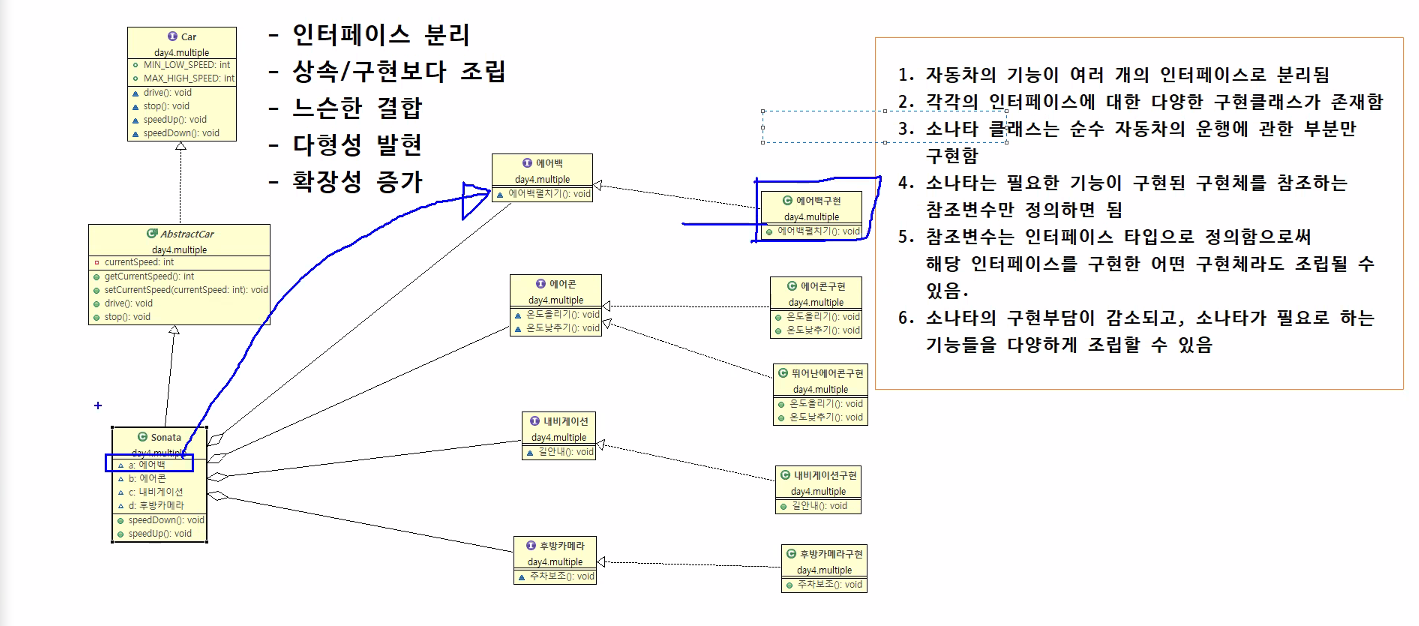 Car
day4.multiple
MIN_LOW_SPEED: int
MAX_HIGH_SPEED: int
drive(): void
stop(): void
speedUp(): void
speedDown(): void
- 인터페이스 분리
- 상속/구현보다 조립
- 느슨한 결합
- 다형성 발현
- 확장성 증가
AbstractCar
day4.multiple
currentSpeed: int
getCurrentSpeed(): int
setCurrentSpeed(currentSpeed: int): void
drive(): void
stop(): void
Sonata
day4.multiple
a: 에어백
b: 에어콘
c: 내비게이션
d: 후방카메라
speedDown(): void
speedUp(): void
에어백
day4.multiple
에어백펼치기(): void
에어콘
day4.multiple
온도올리기(): void
온도낮추기(): void
내비게이션
day4.multiple
길안내(): void
후방카메라
day4.multiple
주차보조(): void
에어백구현
day4.multiple
에어백펼치기(): void
에어콘구현
day4.multiple
온도올리기(): void
온도낮추기(): void
뛰어난에어콘구현
day4.multiple
온도올리기(): void
온도낮추기(): void
내비게이션구현
day4.multiple
길안내(): void
후방카메라구현
day4.multiple
주차보조(): void
1. 자동차의 기능이 여러 개의 인터페이스로 분리됨
2. 각각의 인터페이스에 대한 다양한 구현클래스가 존재함
3. 소나타 클래스는 순수 자동차의 운행에 관한 부분만
구현함
4. 소나타는 필요한 기능이 구현된 구현체를 참조하는
참조변수만 정의하면 됨
5. 참조변수는 인터페이스 타입으로 정의함으로써
해당 인터페이스를 구현한 어떤 구현체라도 조립될 수
있음.
6. 소나타의 구현부담이 감소되고, 소나타가 필요로 하는
기능들을 다양하게 조립할 수 있음